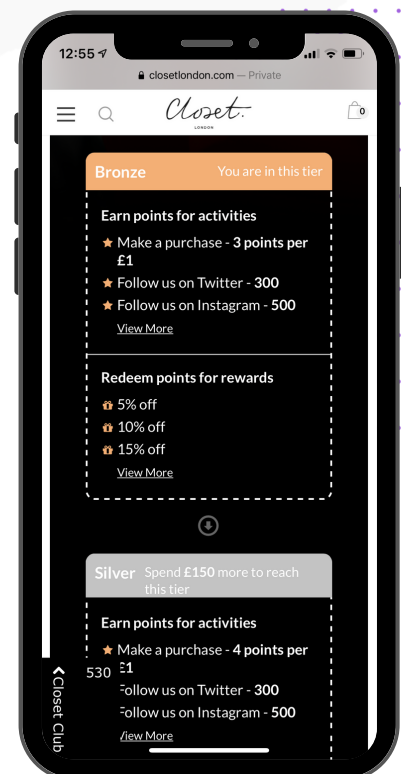 12:55
closetlondon.com — Private
Closet
LONDON
0
Bronze You are in this tier
Earn points for activities
Make a purchase - 3 points per
£1
Follow us on Twitter - 300
Follow us on Instagram - 500
View More
Redeem points for rewards
5% off
10% off
15% off
View More
Silver Spend £150 more to reach
this tier
Earn points for activities
Make a purchase - 4 points per
£1
Follow us on Twitter - 300
Follow us on Instagram - 500
View More
530
Closet Club